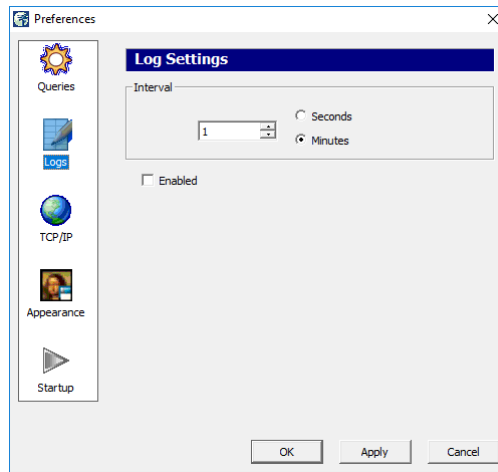 Preferences
Queries
Logs
TCP/IP
Appearance
Startup
Log Settings
Interval
1
Seconds
Minutes
Enabled
OK
Apply
Cancel